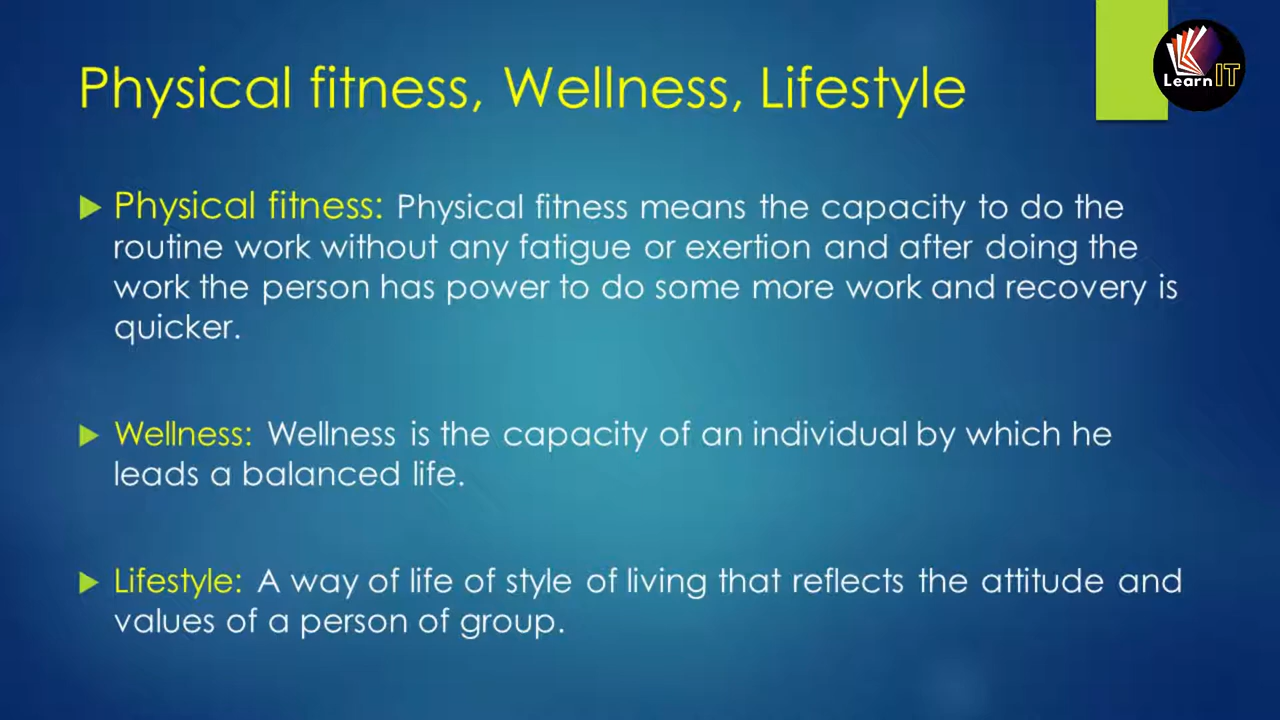 Physical fitness, Wellness, Lifestyle
Learn IT
Physical fitness: Physical fitness means the capacity to do the
routine work without any fatigue or exertion and after doing the
work the person has power to do some more work and recovery is
quicker.
Wellness: Wellness is the capacity of an individual by which he
leads a balanced life.
Lifestyle: A way of life of style of living that reflects the attitude and
values of a person of group.